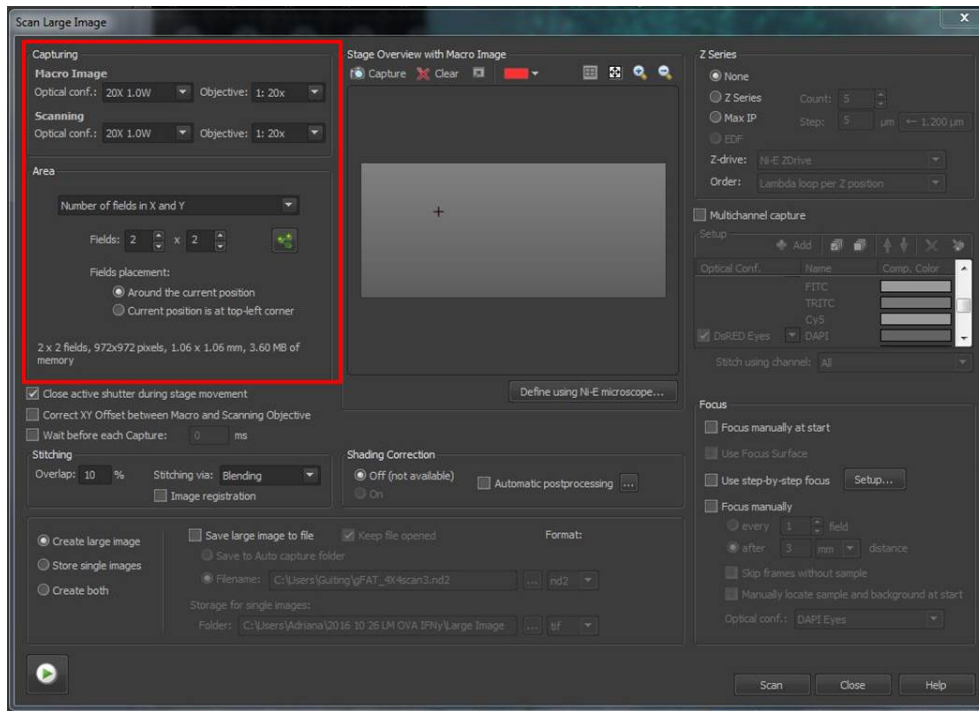 Scan Large Image
Capturing
Macro Image
Optical conf.: 20X 1.0W Objective: 1: 20x
Scanning
Optical conf.: 20X 1.0W Objective: 1: 20x
Area
Number of fields in X and Y
Fields: 2 x 2
Fields placement:
Around the current position
Current position is at top-left corner
2 x 2 fields, 972x972 pixels, 1.06 x 1.06 mm, 3.60 MB of
memory
Close active shutter during stage movement
Correct XY Offset between Macro and Scanning Objective
Wait before each Capture: 0 ms
Stitching
Overlap: 10 % Stitching via: Blending
Image registration
Create large image
Store single images
Create both
Stage Overview with Macro Image
Capture Clear
Define using Ni-E microscope...
Shading Correction
Off (not available)
On
Automatic postprocessing ...
Save large image to file Keep file opened Format:
Save to Auto capture folder
Filename: C:\Users\Guiting\gFAT_4X4scan3.nd2 ... nd2
Storage for single images:
Folder: C:\Users\Adriana\2016 10 26 LM OVA IFNy\Large Image ... tif
Z Series
None
Z Series Count: 5
Max IP Step: 5 µm ← 1.200 µm
EDF
Z-drive: Ni-E ZDrive
Order: Lambda loop per Z position
Multichannel capture
Setup
Add
Optical Conf. Name Comp. Color
FITC
TRITC
Cy5
DsRED Eyes DAPI
Stitch using channel: All
Focus
Focus manually at start
Use Focus Surface
Use step-by-step focus Setup...
Focus manually
every 1 field
after 3 mm distance
Skip frames without sample
Manually locate sample and background at start
Optical conf.: DAPI Eyes
Scan Close Help